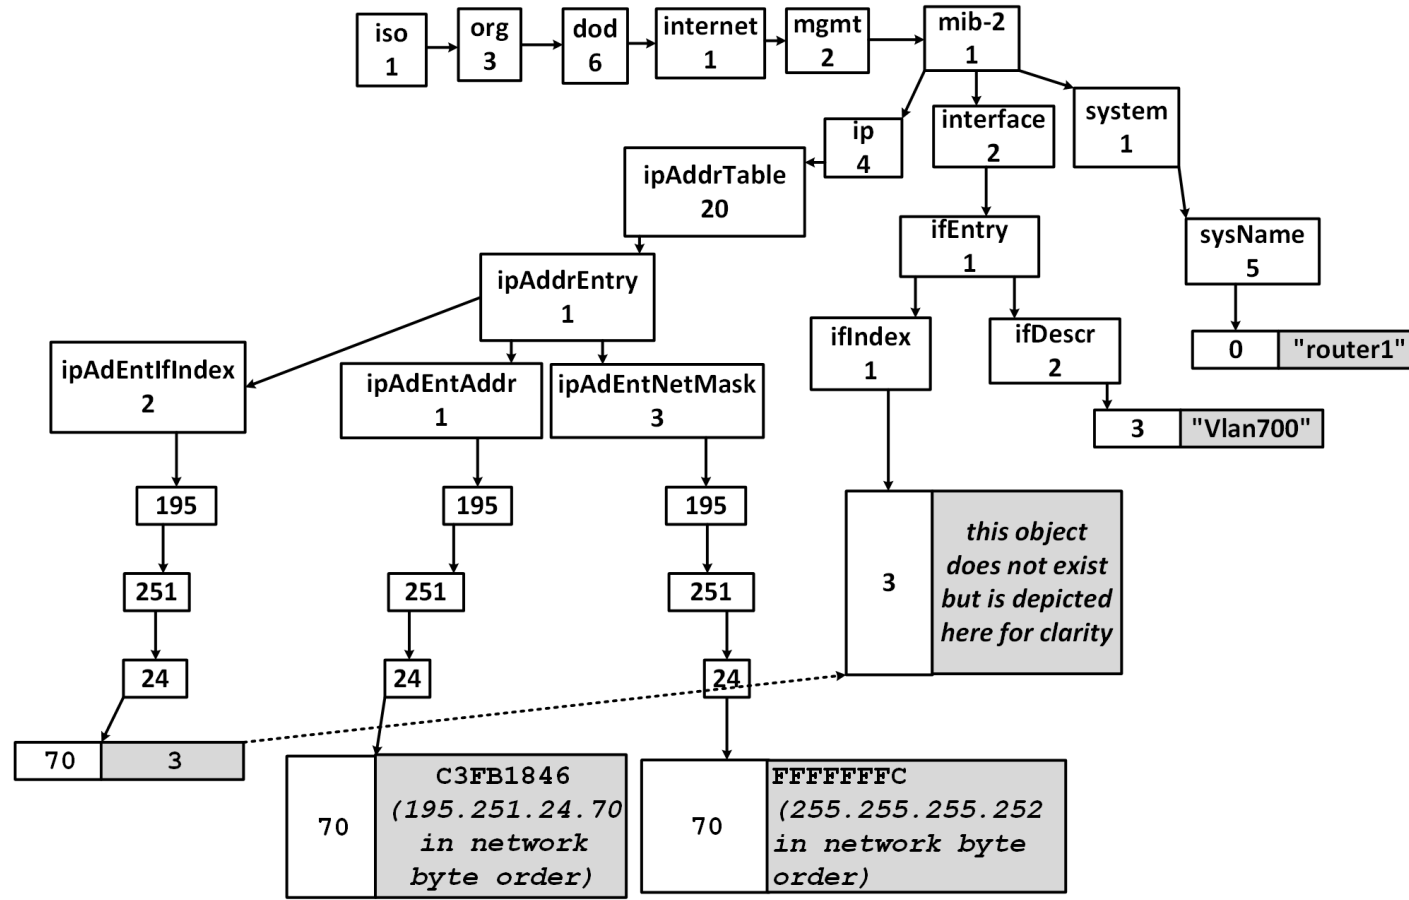 iso
1
org
3
dod
6
internet
1
mgmt
2
mib-2
1
ip
4
interface
2
system
1
ipAddrTable
20
ifEntry
1
sysName
5
ipAddrEntry
1
ifIndex
1
ifDescr
2
0
"router1"
ipAdEntIfIndex
2
ipAdEntAddr
1
ipAdEntNetMask
3
3
"Vlan700"
195
195
195
251
251
251
3
this object
does not exist
but is depicted
here for clarity
24
24
24
70
3
70
C3FB1846
(195.251.24.70
in network
byte order)
70
FFFFFFFC
(255.255.255.252
in network byte
order)